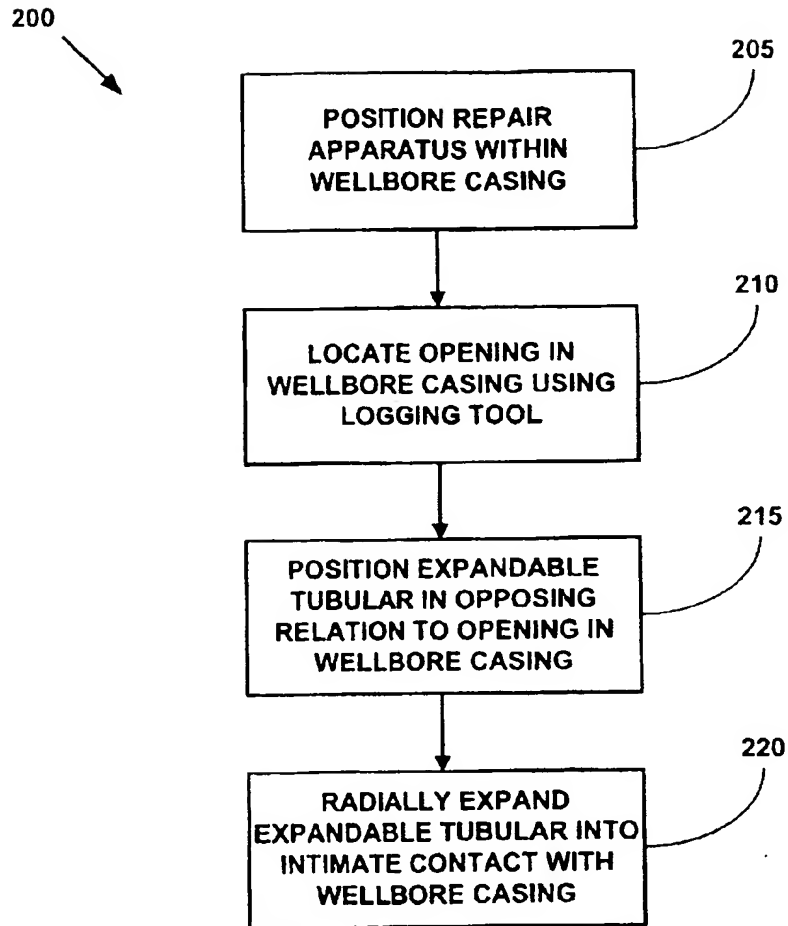 200
205
POSITION REPAIR
APPARATUS WITHIN
WELLBORE CASING
210
LOCATE OPENING IN
WELLBORE CASING USING
LOGGING TOOL
215
POSITION EXPANDABLE
TUBULAR IN OPPOSING
RELATION TO OPENING IN
WELLBORE CASING
220
RADIALLY EXPAND
EXPANDABLE TUBULAR INTO
INTIMATE CONTACT WITH
WELLBORE CASING